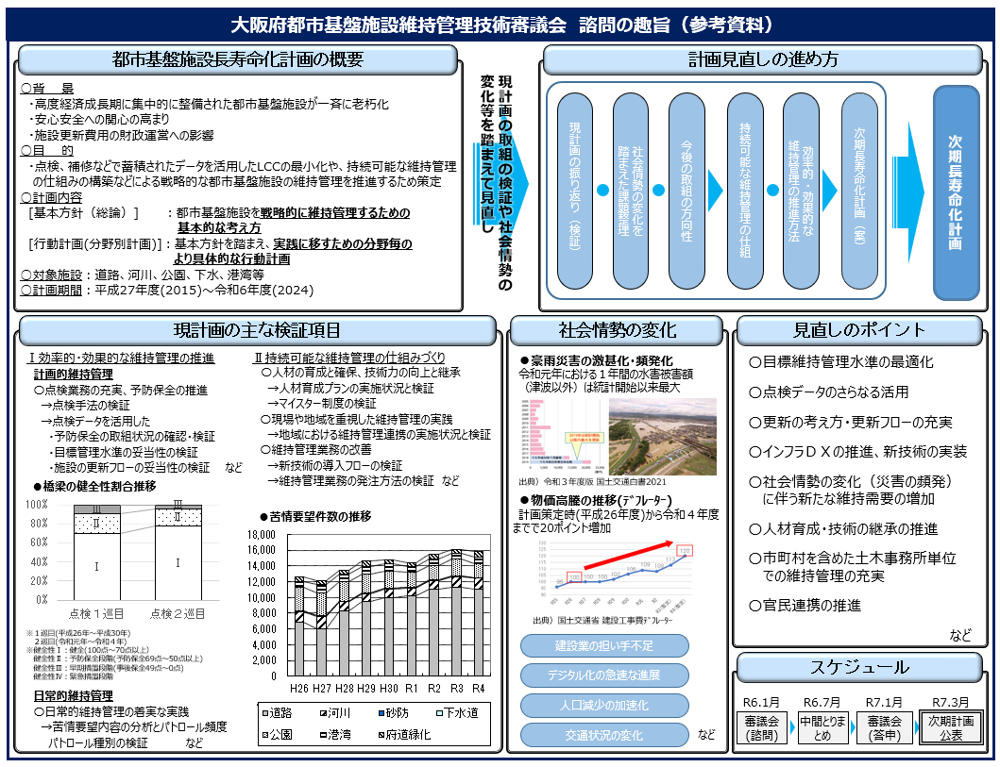 大阪府都市基盤施設維持管理技術審議会 諮問の趣旨（参考資料）
都市基盤施設長寿命化計画の概要
○背　景
・高度経済成長期に集中的に整備された都市基盤施設が一斉に老朽化
・安心安全への関心の高まり
・施設更新費用の財政運営への影響
○目　的
・点検、補修などで蓄積されたデータを活用したLCCの最小化や、持続可能な維持管理
の仕組みの構築などによる戦略的な都市基盤施設の維持管理を推進するため策定
○計画内容
[基本方針（総論）]　：都市基盤施設を戦略的に維持管理するための
基本的な考え方
[行動計画(分野別計画)]：基本方針を踏まえ、実践に移すための分野毎の
より具体的な行動計画
○対象施設：道路、河川、公園、下水、港湾等
○計画期間：平成27年度(2015)～令和6年度(2024)
現計画の取組の検証や社会情勢の
変化等を踏まえて見直し
計画見直しの進め方
現計画の振り返り（検証）
社会情勢の変化を
踏まえた課題整理
今後の取組の方向性
持続可能な維持管理の仕組
効率的・効果的な
維持管理の推進方法
次期長寿命化計画（案）
次期長寿命化計画
現計画の主な検証項目
Ⅰ効率的・効果的な維持管理の推進
計画的維持管理
○点検業務の充実、予防保全の推進
→点検手法の検証
→点検データを活用した
・予防保全の取組状況の確認・検証
・目標管理水準の妥当性の検証
・施設の更新フローの妥当性の検証　など
●橋梁の健全性割合推移
100%
80%
60%
40%
20%
0%
Ⅲ
Ⅱ
Ⅰ
Ⅲ
Ⅱ
Ⅰ
点検１巡目
点検２巡目
※１巡目(平成26年～平成30年)
２巡目(令和元年～令和４年)
※健全性Ⅰ：健全(100点～70点以上)
健全性Ⅱ：予防保全段階(予防保全69点～50点以上)
健全性Ⅲ：早期措置段階(事後保全49点～0点)
健全性Ⅳ：緊急措置段階
日常的維持管理
○日常的維持管理の着実な実践
→苦情要望内容の分析とパトロール頻度
パトロール種別の検証　など
Ⅱ持続可能な維持管理の仕組みづくり
○人材の育成と確保、技術力の向上と継承
→人材育成プランの実施状況と検証
→マイスター制度の検証
○現場や地域を重視した維持管理の実践
→地域における維持管理連携の実施状況と検証
○維持管理業務の改善
→新技術の導入フローの検証
→維持管理業務の発注方法の検証　など
●苦情要望件数の推移
18,000
16,000
14,000
12,000
10,000
8,000
6,000
4,000
2,000
0
H26 H27 H28 H29 H30 R1 R2 R3 R4
道路 河川 砂防 下水道
公園 港湾 府道緑化
社会情勢の変化
●豪雨災害の激基化・頻発化
令和元年における１年間の水害被害額
（津波以外）は統計開始以来最大
出典）令和３年度版 国土交通白書2021
●物価高騰の推移(ﾃﾞﾌﾚｰﾀｰ)
計画策定時(平成26年度)から令和４年度
までで20ポイント増加
130
125
120
115
110
105
100
95
90
96 100 100 100 102 106 109 108 113 120
出典）国土交通省 建設工事費ﾃﾞﾌﾚｰﾀｰ
建設業の担い手不足
デジタル化の急速な進展
人口減少の加速化
交通状況の変化
など
見直しのポイント
○目標維持管理水準の最適化
○点検データのさらなる活用
○更新の考え方・更新フローの充実
○インフラＤＸの推進、新技術の実装
○社会情勢の変化（災害の頻発）
に伴う新たな維持需要の増加
○人材育成・技術の継承の推進
○市町村を含めた土木事務所単位
での維持管理の充実
○官民連携の推進
など
スケジュール
R6.1月
審議会
(諮問)
R6.7月
中間とりま
とめ
R7.1月
審議会
(答申)
R7.3月
次期計画
公表